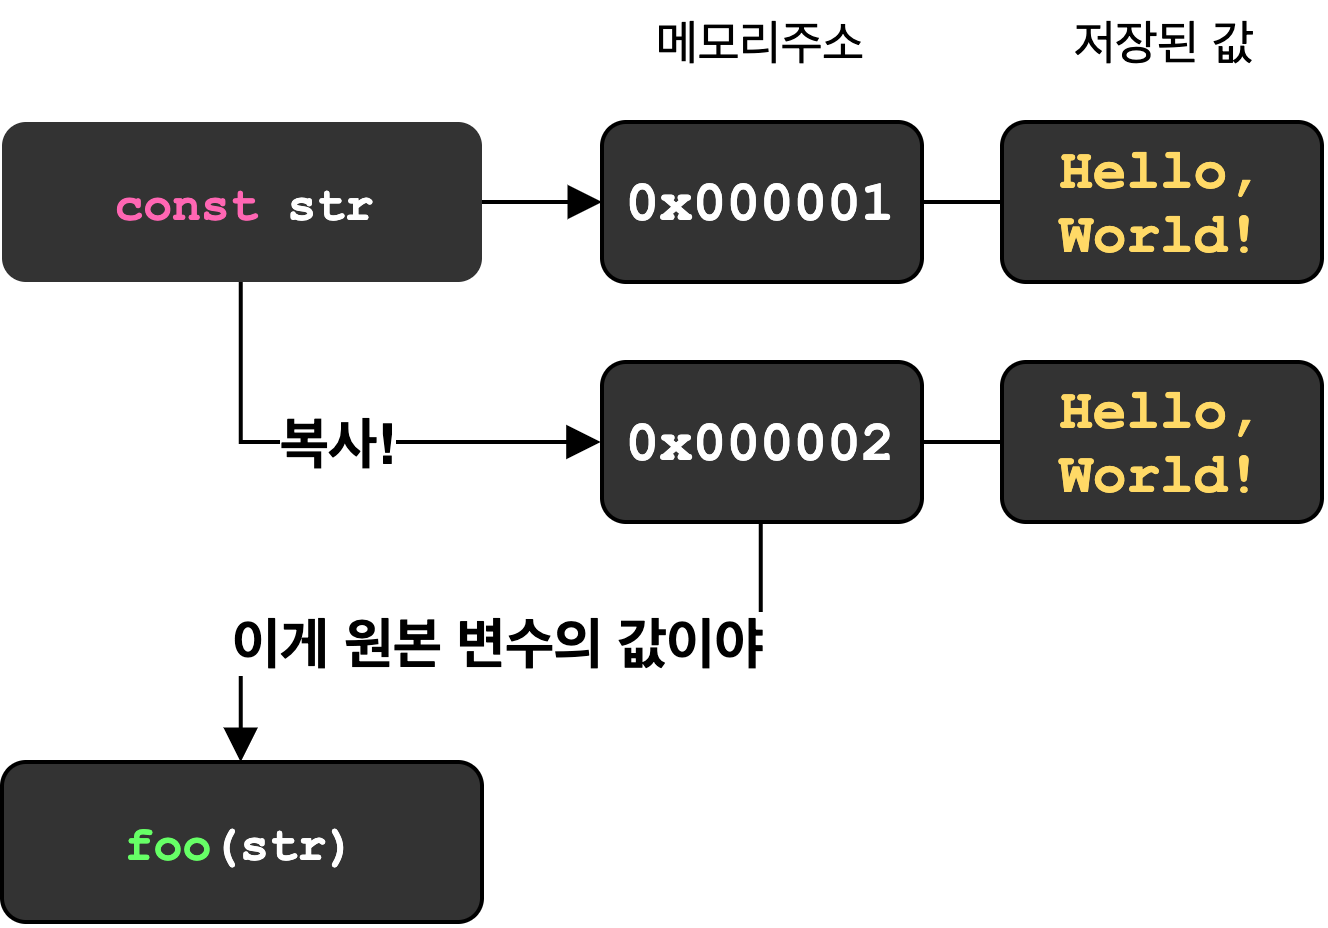 메모리주소
저장된 값
const str
0x000001
Hello,
World!
복사!
0x000002
Hello,
World!
이게 원본 변수의 값이야
foo(str)